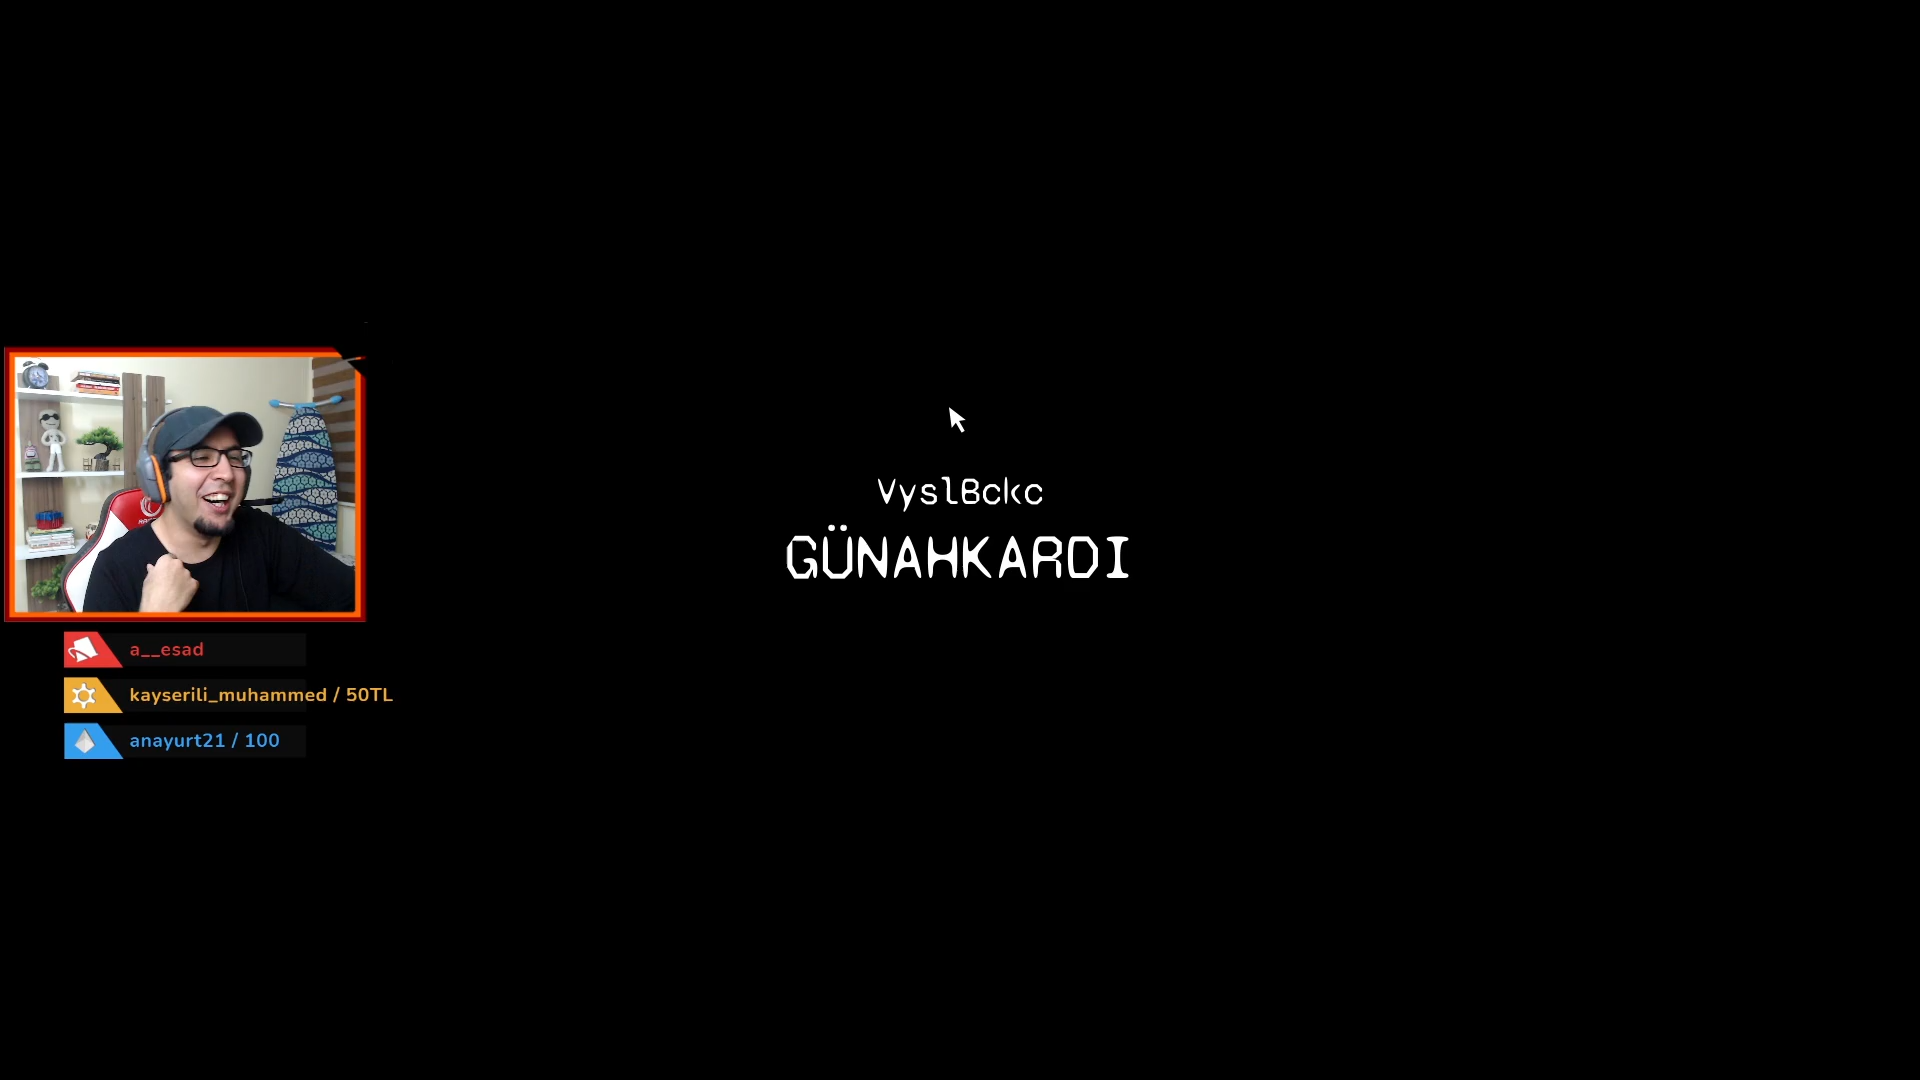 VyslBckc
GÜNAHKARDI
a__esad
kayserili_muhammed / 50TL
anayurt21 / 100